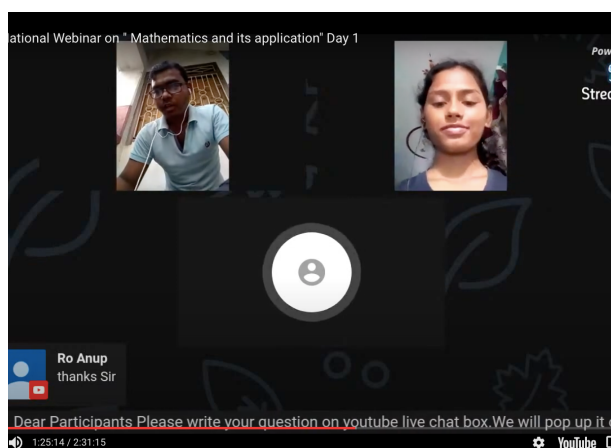 lational Webinar on " Mathematics and its application" Day 1
Pow
Strea
Ro Anup
thanks Sir
Dear Participants Please write your question on youtube live chat box.We will pop up it
1:25:14 / 2:31:15
YouTube